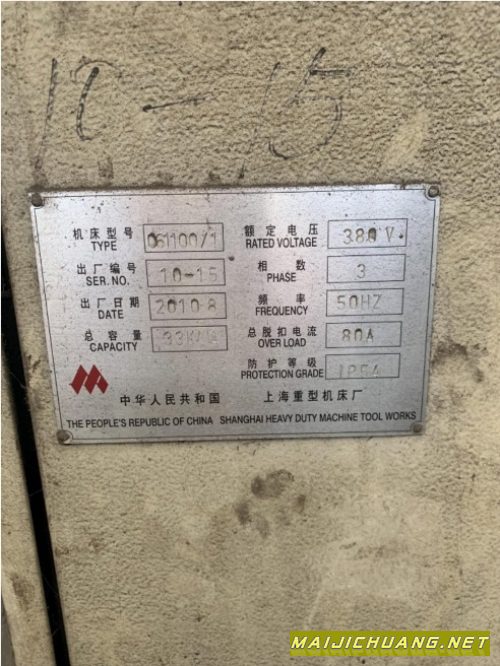 10-15
机床型号 TYPE 061100/1
额定电压 RATED VOLTAGE 380V
出厂编号 SER. NO. 10-15
相数 PHASE 3
出厂日期 DATE 2010 8
频率 FREQUENCY 50HZ
总容量 CAPACITY
总脱扣电流 OVER LOAD 80A
防护等级 PROTECTION GRADE IP54
中华人民共和国 上海重型机床厂
THE PEOPLE'S REPUBLIC OF CHINA SHANGHAI HEAVY DUTY MACHINE TOOL WORKS
MAIJICHUANG.NET